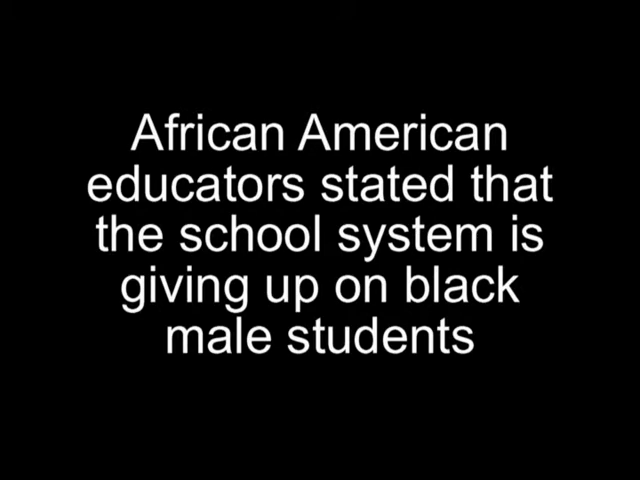 African American
educators stated that
the school system is
giving up on black
male students